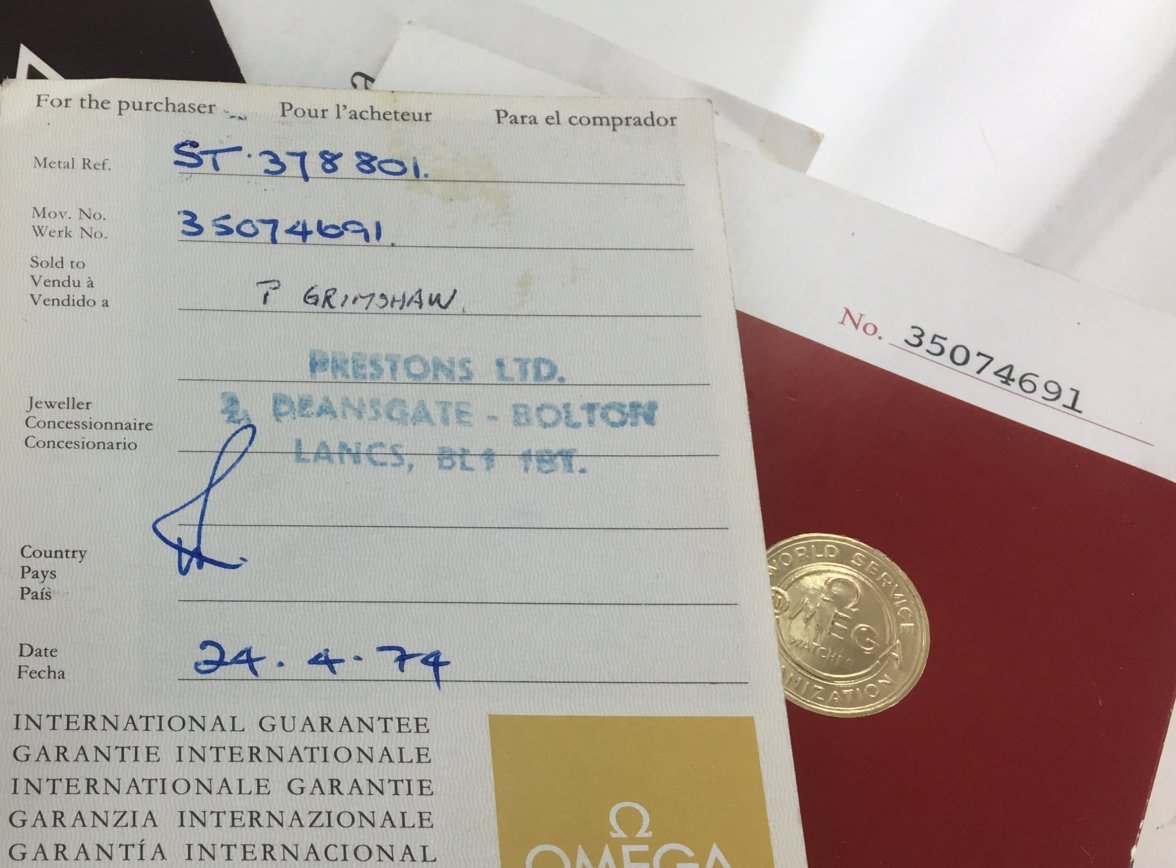 For the purchaser Pour l'acheteur Para el comprador
Metal Ref. ST. 378801.
Mov. No. 35074691.
Werk No.
Sold to
Vendu à
Vendido a P GRIMSHAW.
PRESTONS LTD.
2, DEANSGATE - BOLTON
LANCS, BL1 1BT.
Jeweller
Concessionnaire
Concesionario
Country
Pays
País
Date 24.4.74
Fecha
INTERNATIONAL GUARANTEE
GARANTIE INTERNATIONALE
INTERNATIONALE GARANTIE
GARANZIA INTERNAZIONALE
GARANTÍA INTERNACIONAL
Ω
OMEGA
No. 35074691
WORLD SERVICE
Ω
OMEG
WATCHES